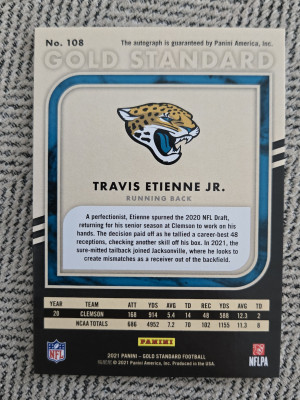 No. 108
The autograph is guaranteed by Panini America, Inc.
GOLD STANDARD
TRAVIS ETIENNE JR.
RUNNING BACK
A perfectionist, Etienne spurned the 2020 NFL Draft,
returning for his senior season at Clemson to work on his
hands. The decision paid off as he tallied a career-best 48
receptions, checking another skill off his box. In 2021, the
sure-mitted tailback joined Jacksonville, where he looks to
create mismatches as a receiver out of the backfield.
YEAR TEAM ATT YDS AVG TD REC YDS AVG TD
20 CLEMSON 168 914 5.4 14 48 588 12.3 2
NCAA TOTALS 686 4952 7.2 70 102 1155 11.3 8
NFL
PANINI
NFLPA
2021 PANINI – GOLD STANDARD FOOTBALL
© 2021 Panini America, Inc. Produced in the USA.